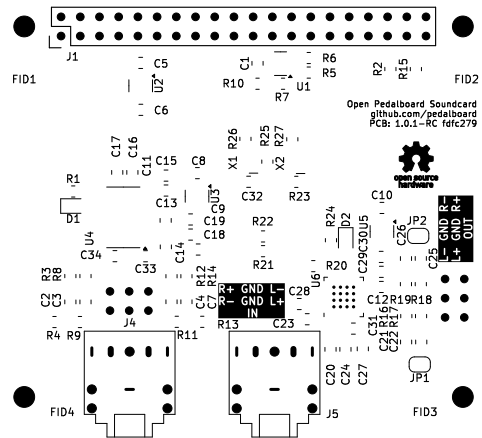 J1
C5
C1
R6
R5
R2
R15
FID1
U2
R10
R7
U1
FID2
C6
Open Pedalboard Soundcard
github.com/pedalboard
PCB: 1.0.1-RC fdfc279
R26
R25
R27
C17
C16
C11
C15
C8
X1
X2
open source
hardware
R1
C32
R23
D1
C13
U3
C9
C10
L- GND R-
L+ GND R+
OUT
C19
C18
R22
R24
D2
U5
C26
JP2
U4
C34
C33
C14
R21
C29
C30
C25
R3
R8
R12
R14
U6
R20
R+ GND L-
R- GND L+
IN
C28
C12
R19
R18
C2
C3
C4
C7
J4
R4
R9
R11
R13
C23
C31
R16
R17
C21
C22
C20
C24
C27
JP1
FID4
J5
FID3